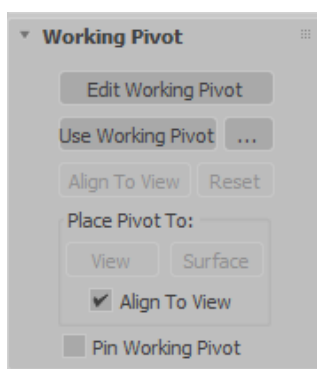 Working Pivot
Edit Working Pivot
Use Working Pivot ...
Align To View Reset
Place Pivot To:
View Surface
Align To View
Pin Working Pivot